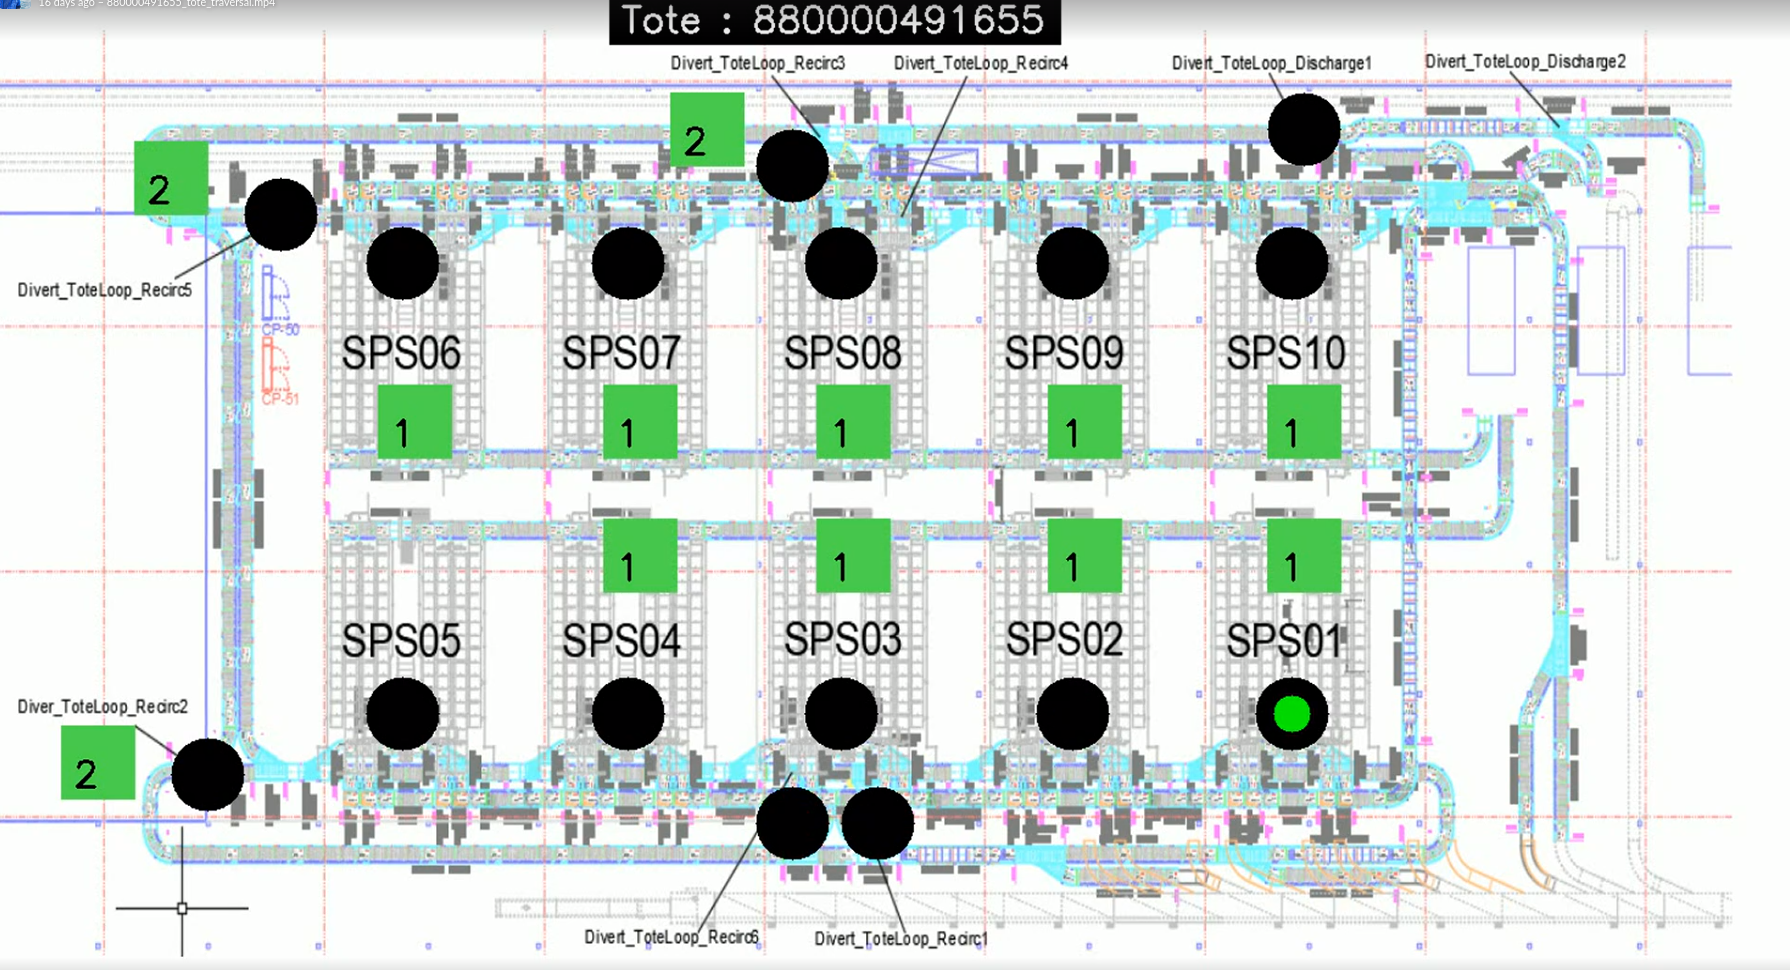 16 days ago – 880000491655_tote_traversal.mp4
Tote : 880000491655
Divert_ToteLoop_Recirc3
Divert_ToteLoop_Recirc4
Divert_ToteLoop_Discharge1
Divert_ToteLoop_Discharge2
2
2
Divert_ToteLoop_Recirc5
CP-50
CP-51
SPS06
SPS07
SPS08
SPS09
SPS10
1
1
1
1
1
1
1
1
1
SPS05
SPS04
SPS03
SPS02
SPS01
Diver_ToteLoop_Recirc2
2
Divert_ToteLoop_Recirc6
Divert_ToteLoop_Recirc1